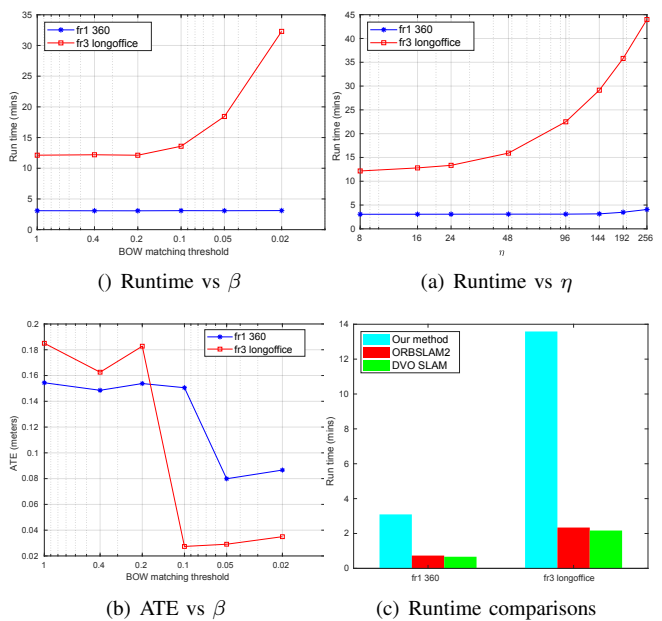 35
30
25
20
15
10
5
0
Run time (mins)
fr1 360
fr3 longoffice
1 0.4 0.2 0.1 0.05 0.02
BOW matching threshold
() Runtime vs β
45
40
35
30
25
20
15
10
5
0
Run time (mins)
fr1 360
fr3 longoffice
8 16 24 48 96 144 192 256
η
(a) Runtime vs η
0.2
0.18
0.16
0.14
0.12
0.1
0.08
0.06
0.04
0.02
ATE (meters)
fr1 360
fr3 longoffice
1 0.4 0.2 0.1 0.05 0.02
BOW matching threshold
(b) ATE vs β
14
12
10
8
6
4
2
0
Run time (mins)
Our method
ORBSLAM2
DVO SLAM
fr1 360 fr3 longoffice
(c) Runtime comparisons